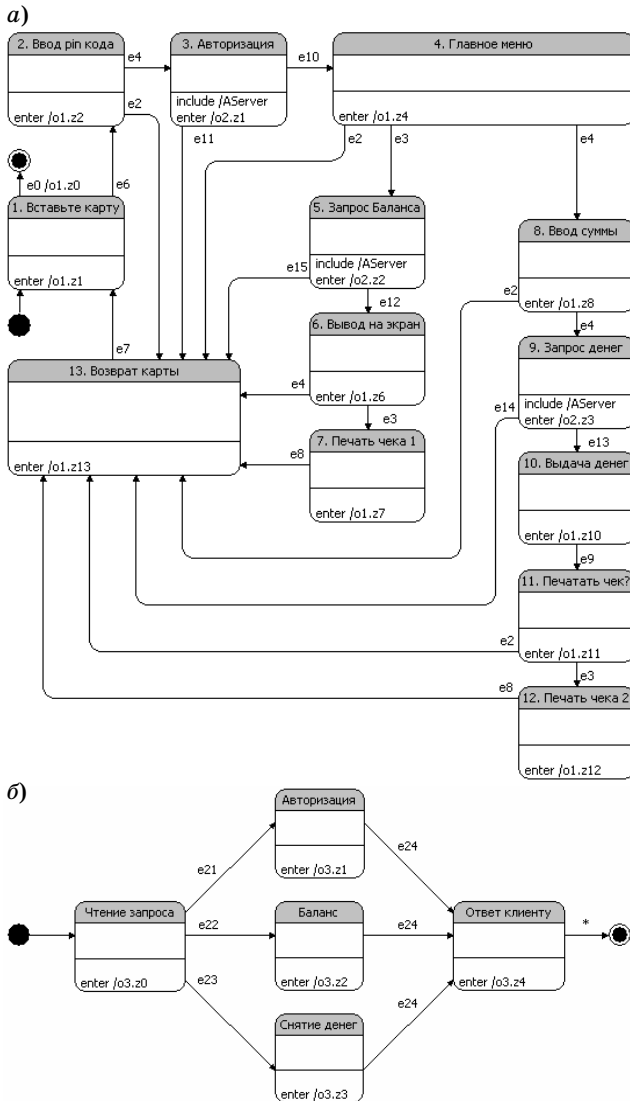 а)
2. Ввод pin кода
enter /o1.z2
e4
3. Авторизация
include /AServer
enter /o2.z1
e10
4. Главное меню
enter /o1.z4
e2
e11
e2
e3
e4
e0 /o1.z0
e6
1. Вставьте карту
enter /o1.z1
5. Запрос Баланса
include /AServer
enter /o2.z2
e15
e12
8. Ввод суммы
enter /o1.z8
e2
e4
6. Вывод на экран
enter /o1.z6
e4
e3
e7
13. Возврат карты
enter /o1.z13
9. Запрос денег
include /AServer
enter /o2.z3
e14
e13
7. Печать чека 1
enter /o1.z7
e8
10. Выдача денег
enter /o1.z10
e9
11. Печатать чек?
enter /o1.z11
e2
e3
e8
12. Печать чека 2
enter /o1.z12
б)
Авторизация
enter /o3.z1
e21
e24
Чтение запроса
enter /o3.z0
e22
Баланс
enter /o3.z2
e24
Ответ клиенту
enter /o3.z4
*
e23
e24
Снятие денег
enter /o3.z3